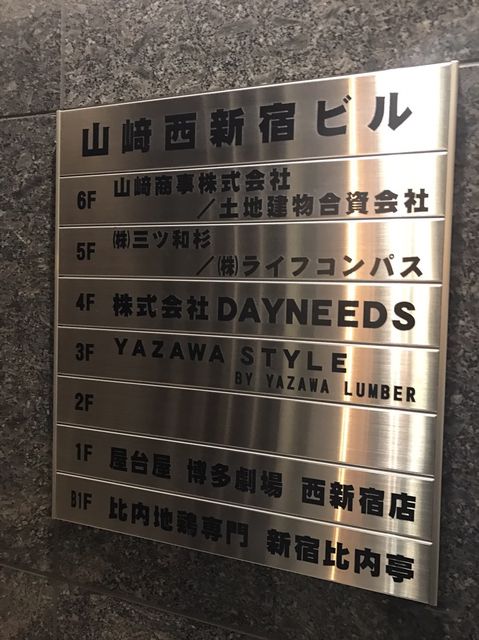 山﨑西新宿ビル
6F 山﨑商事株式会社
／土地建物合資会社
5F ㈱三ツ和杉
／㈱ライフコンパス
4F 株式会社 DAYNEEDS
3F YAZAWA STYLE
BY YAZAWA LUMBER
2F
1F 屋台屋 博多劇場 西新宿店
B1F 比内地鶏専門 新宿比内亭